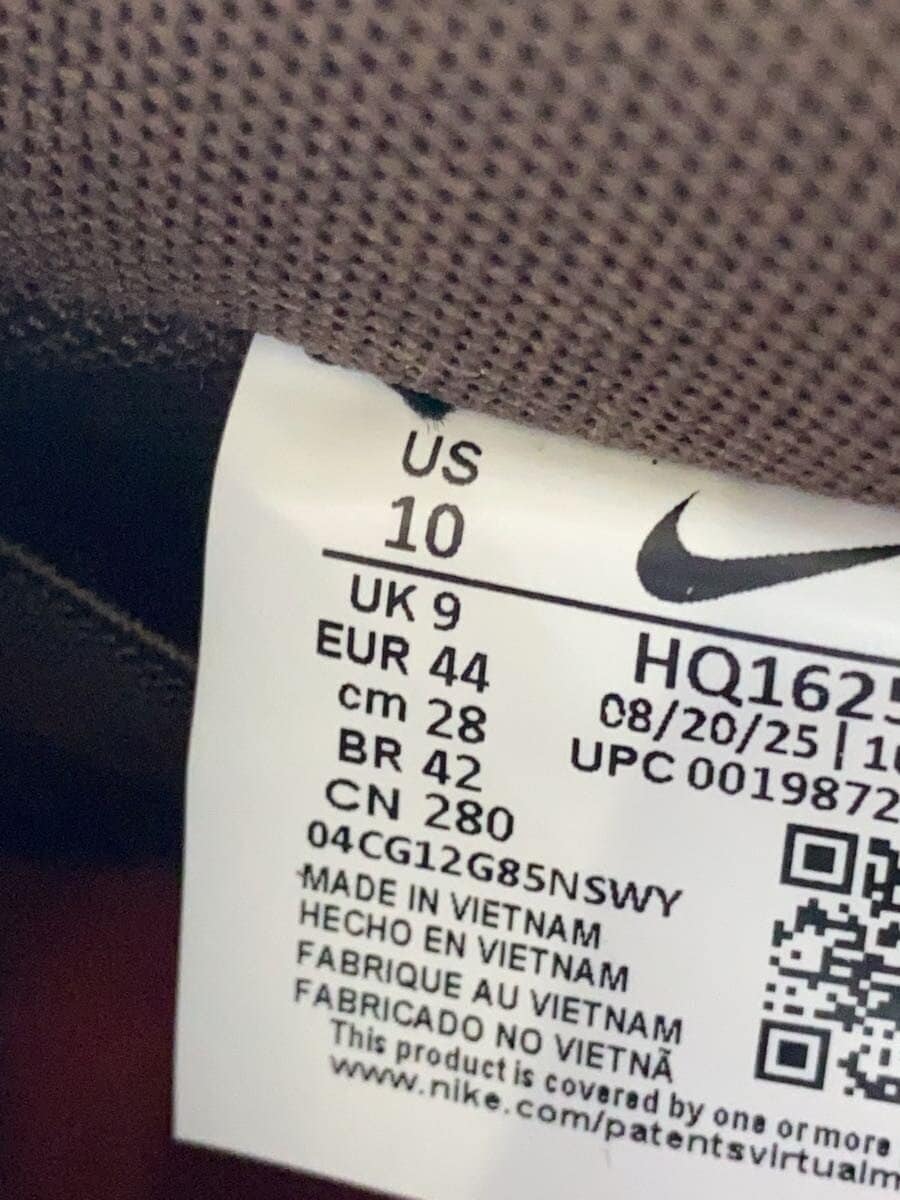 US
10
UK 9
EUR 44
cm 28
BR 42
CN 280
04CG12G85NSWY
MADE IN VIETNAM
HECHO EN VIETNAM
FABRIQUE AU VIETNAM
FABRICADO NO VIETNÃ
This product is covered by one or more
www.nike.com/patentsvirtualm
HQ1625
08/20/25 | 1
UPC 0019872